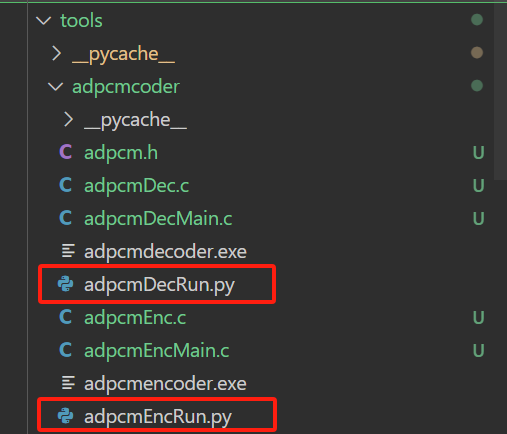 tools
__pycache__
adpcmcoder
__pycache__
C adpcm.h U
C adpcmDec.c U
C adpcmDecMain.c U
adpcmdecoder.exe
adpcmDecRun.py
C adpcmEnc.c U
C adpcmEncMain.c U
adpcmencoder.exe
adpcmEncRun.py